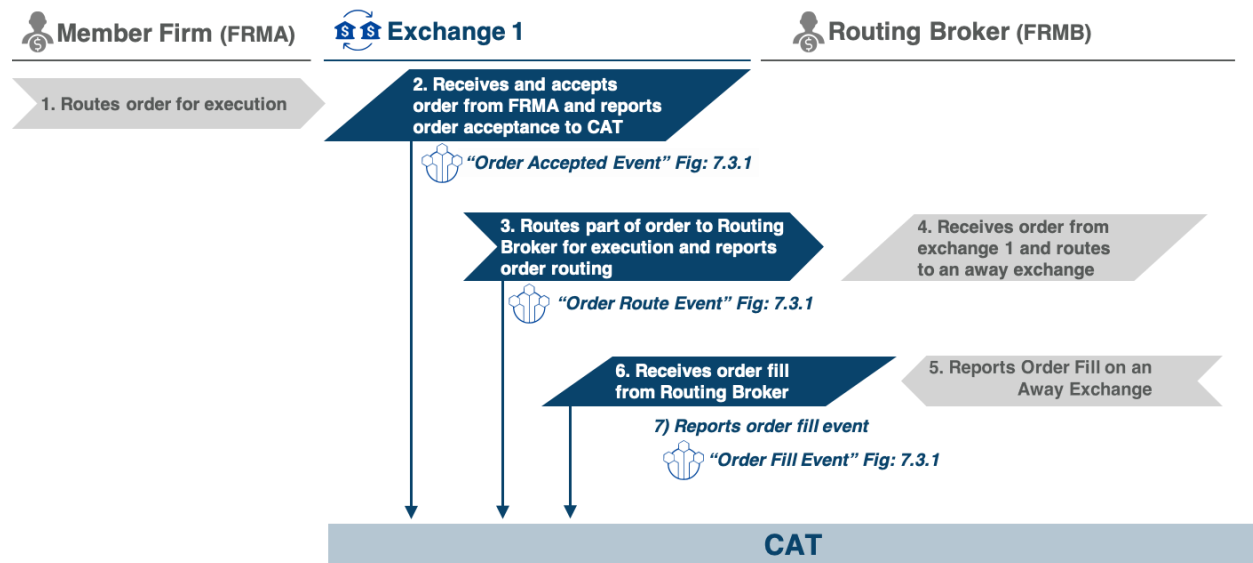 Member Firm (FRMA)
Exchange 1
Routing Broker (FRMB)
1. Routes order for execution
2. Receives and accepts
order from FRMA and reports
order acceptance to CAT
“Order Accepted Event” Fig: 7.3.1
3. Routes part of order to Routing
Broker for execution and reports
order routing
4. Receives order from
exchange 1 and routes
to an away exchange
“Order Route Event” Fig: 7.3.1
6. Receives order fill
from Routing Broker
5. Reports Order Fill on an
Away Exchange
7) Reports order fill event
“Order Fill Event” Fig: 7.3.1
CAT